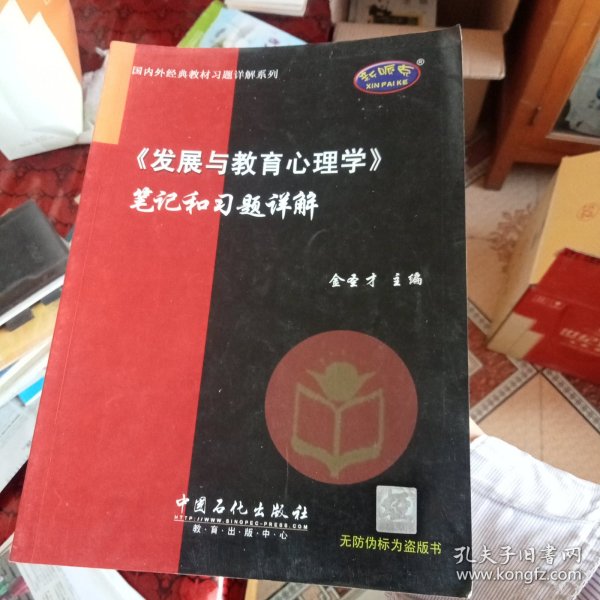 国内外经典教材习题详解系列
新派克®
XIN PAI KE
《发展与教育心理学》
笔记和习题详解
金圣才 主编
中国石化出版社
HTTP://WWW.SINOPEC-PRESS.COM
教·育·出·版·中·心
无防伪标为盗版书
孔夫子旧书网
www.kongfz.com